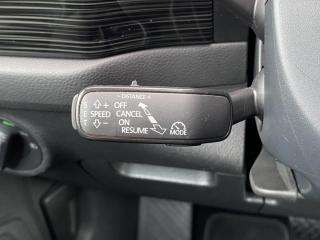 - DISTANCE +
S + OFF
E SPEED CANCEL
T - ON
RESUME
MODE